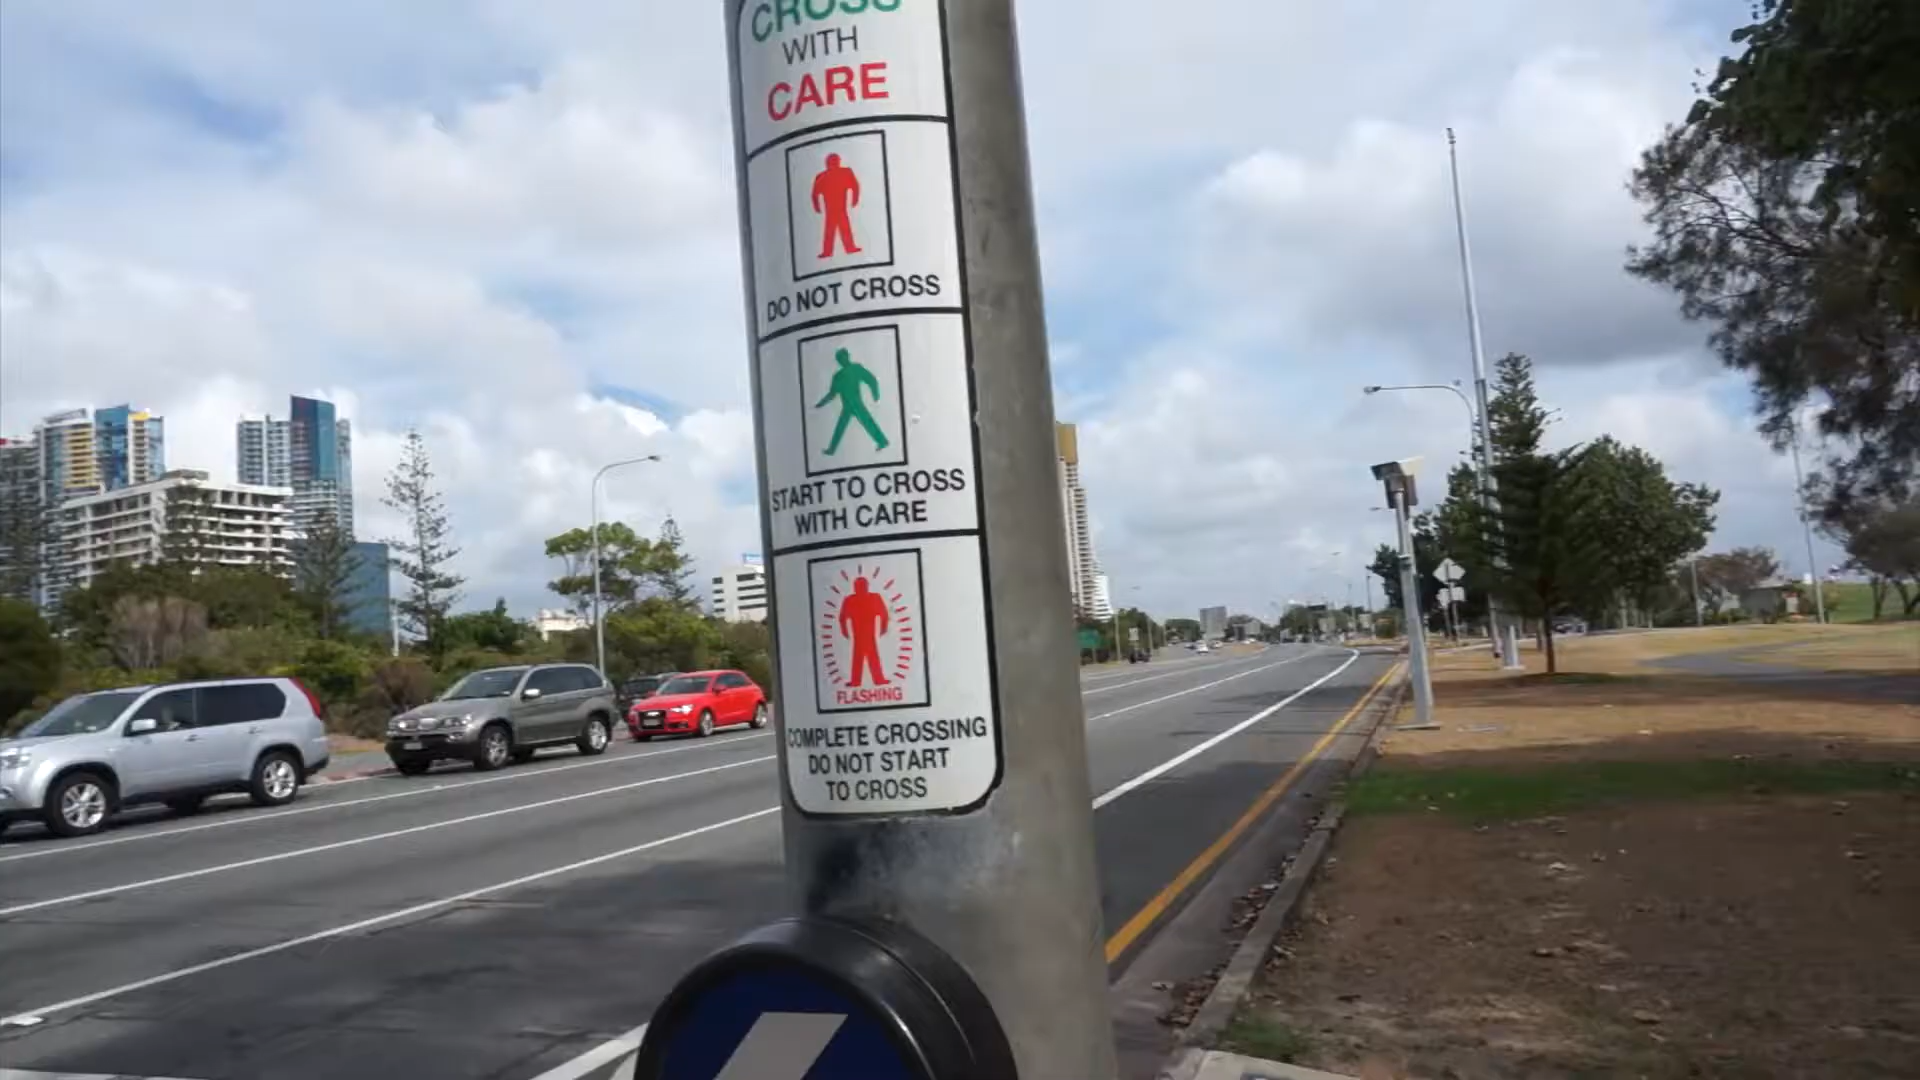 CROSS
WITH
CARE
DO NOT CROSS
START TO CROSS
WITH CARE
FLASHING
COMPLETE CROSSING
DO NOT START
TO CROSS